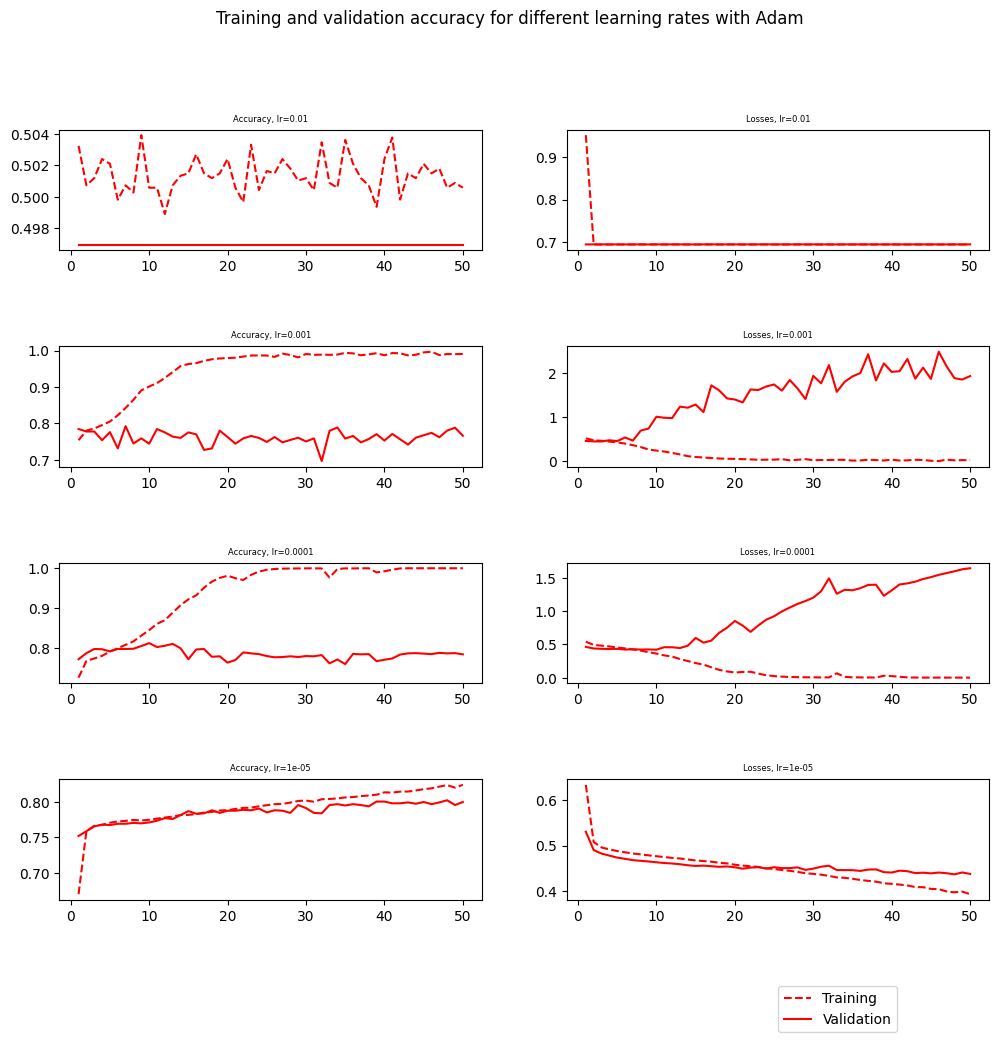 Training and validation accuracy for different learning rates with Adam
Accuracy, lr=0.01
0.504
0.502
0.500
0.498
0 10 20 30 40 50
Losses, lr=0.01
0.9
0.8
0.7
0 10 20 30 40 50
Accuracy, lr=0.001
1.0
0.9
0.8
0.7
0 10 20 30 40 50
Losses, lr=0.001
2
1
0
0 10 20 30 40 50
Accuracy, lr=0.0001
1.0
0.9
0.8
0 10 20 30 40 50
Losses, lr=0.0001
1.5
1.0
0.5
0.0
0 10 20 30 40 50
Accuracy, lr=1e-05
0.80
0.75
0.70
0 10 20 30 40 50
Losses, lr=1e-05
0.6
0.5
0.4
0 10 20 30 40 50
Training
Validation